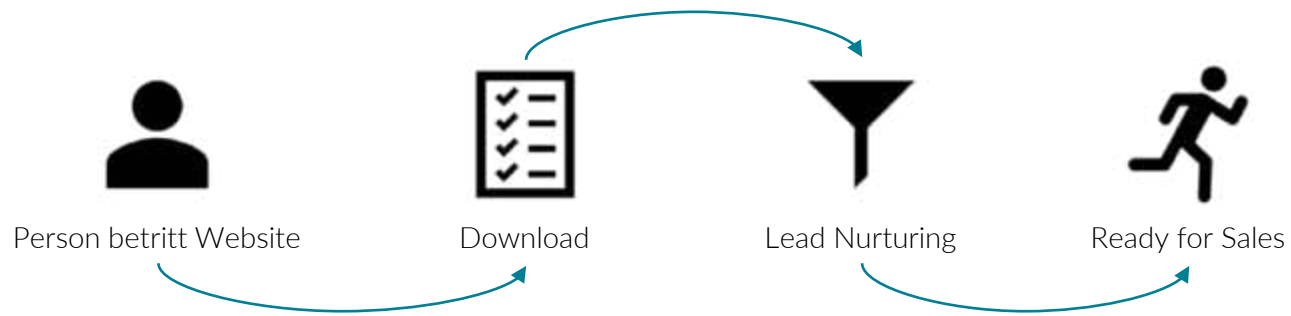 Person betritt Website
Download
Lead Nurturing
Ready for Sales